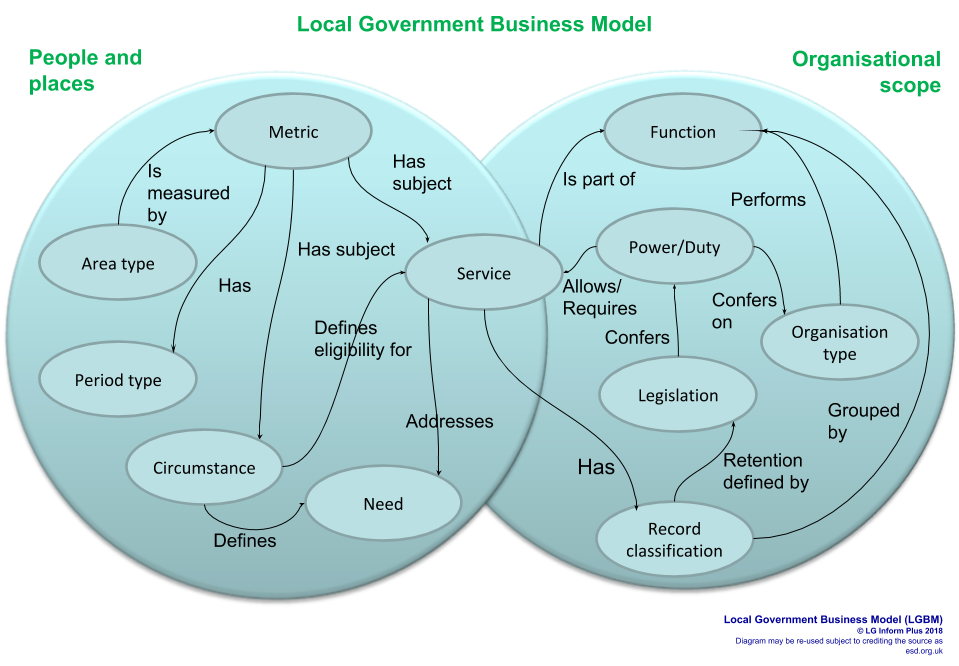 Local Government Business Model
People and
places
Organisational
scope
Metric
Function
Has
subject
Is
measured
by
Is part of
Performs
Area type
Has subject
Service
Power/Duty
Has
Allows/
Requires
Confers
on
Defines
eligibility for
Confers
Organisation
type
Period type
Legislation
Addresses
Grouped
by
Circumstance
Has
Retention
defined by
Need
Defines
Record
classification
Local Government Business Model (LGBM)
© LG Inform Plus 2018
Diagram may be re-used subject to crediting the source as
esd.org.uk